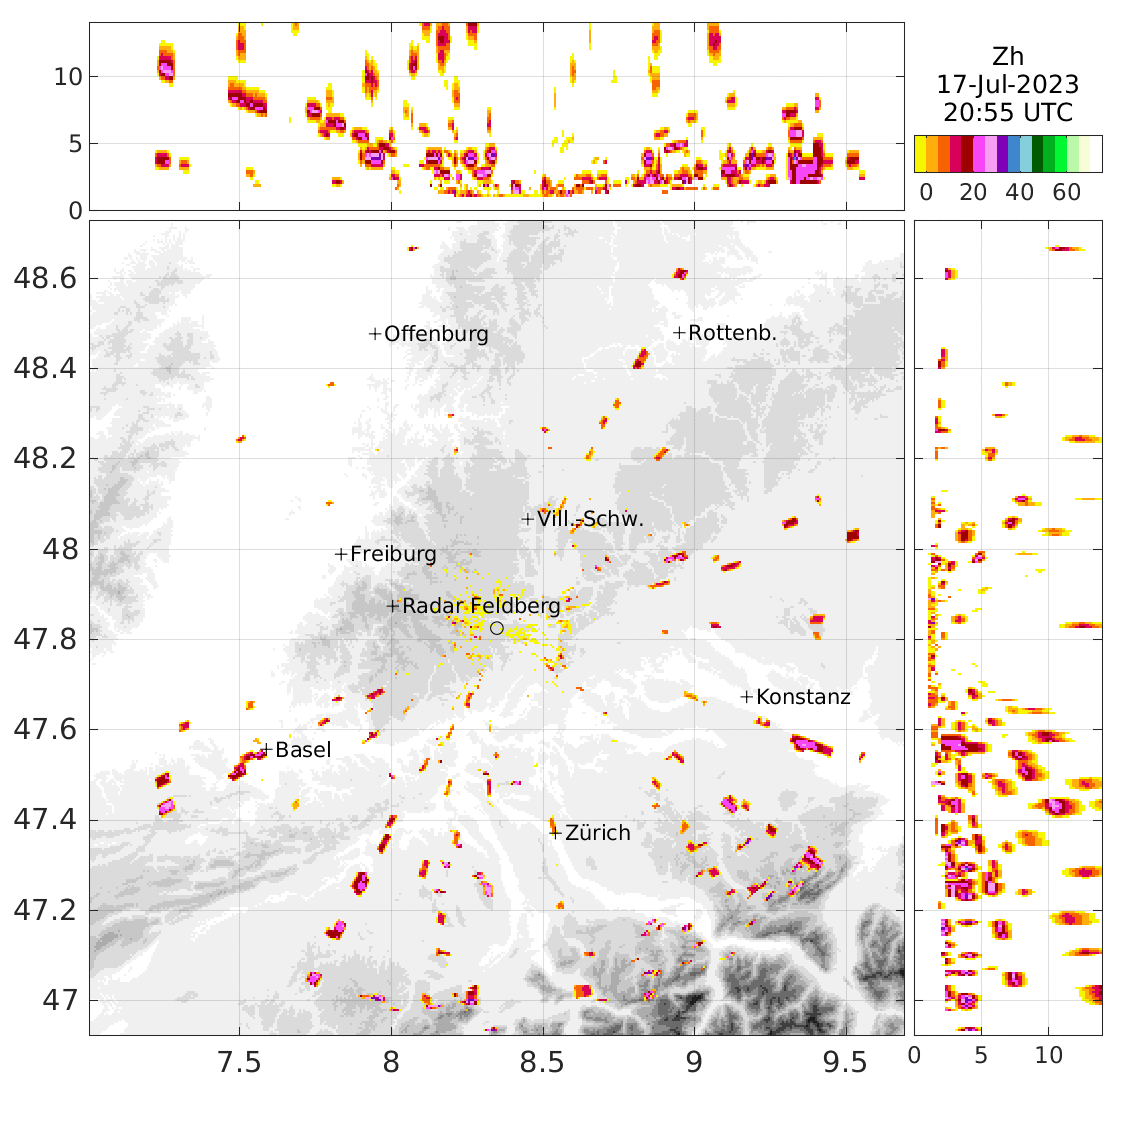 Zh
17-Jul-2023
20:55 UTC
0 20 40 60
10
5
0
48.6
48.4
48.2
48
47.8
47.6
47.4
47.2
47
+Offenburg
+Rottenb.
+Vill.-Schw.
+Freiburg
+Radar Feldberg
+Konstanz
+Basel
+Zürich
7.5 8 8.5 9 9.5
0 5 10